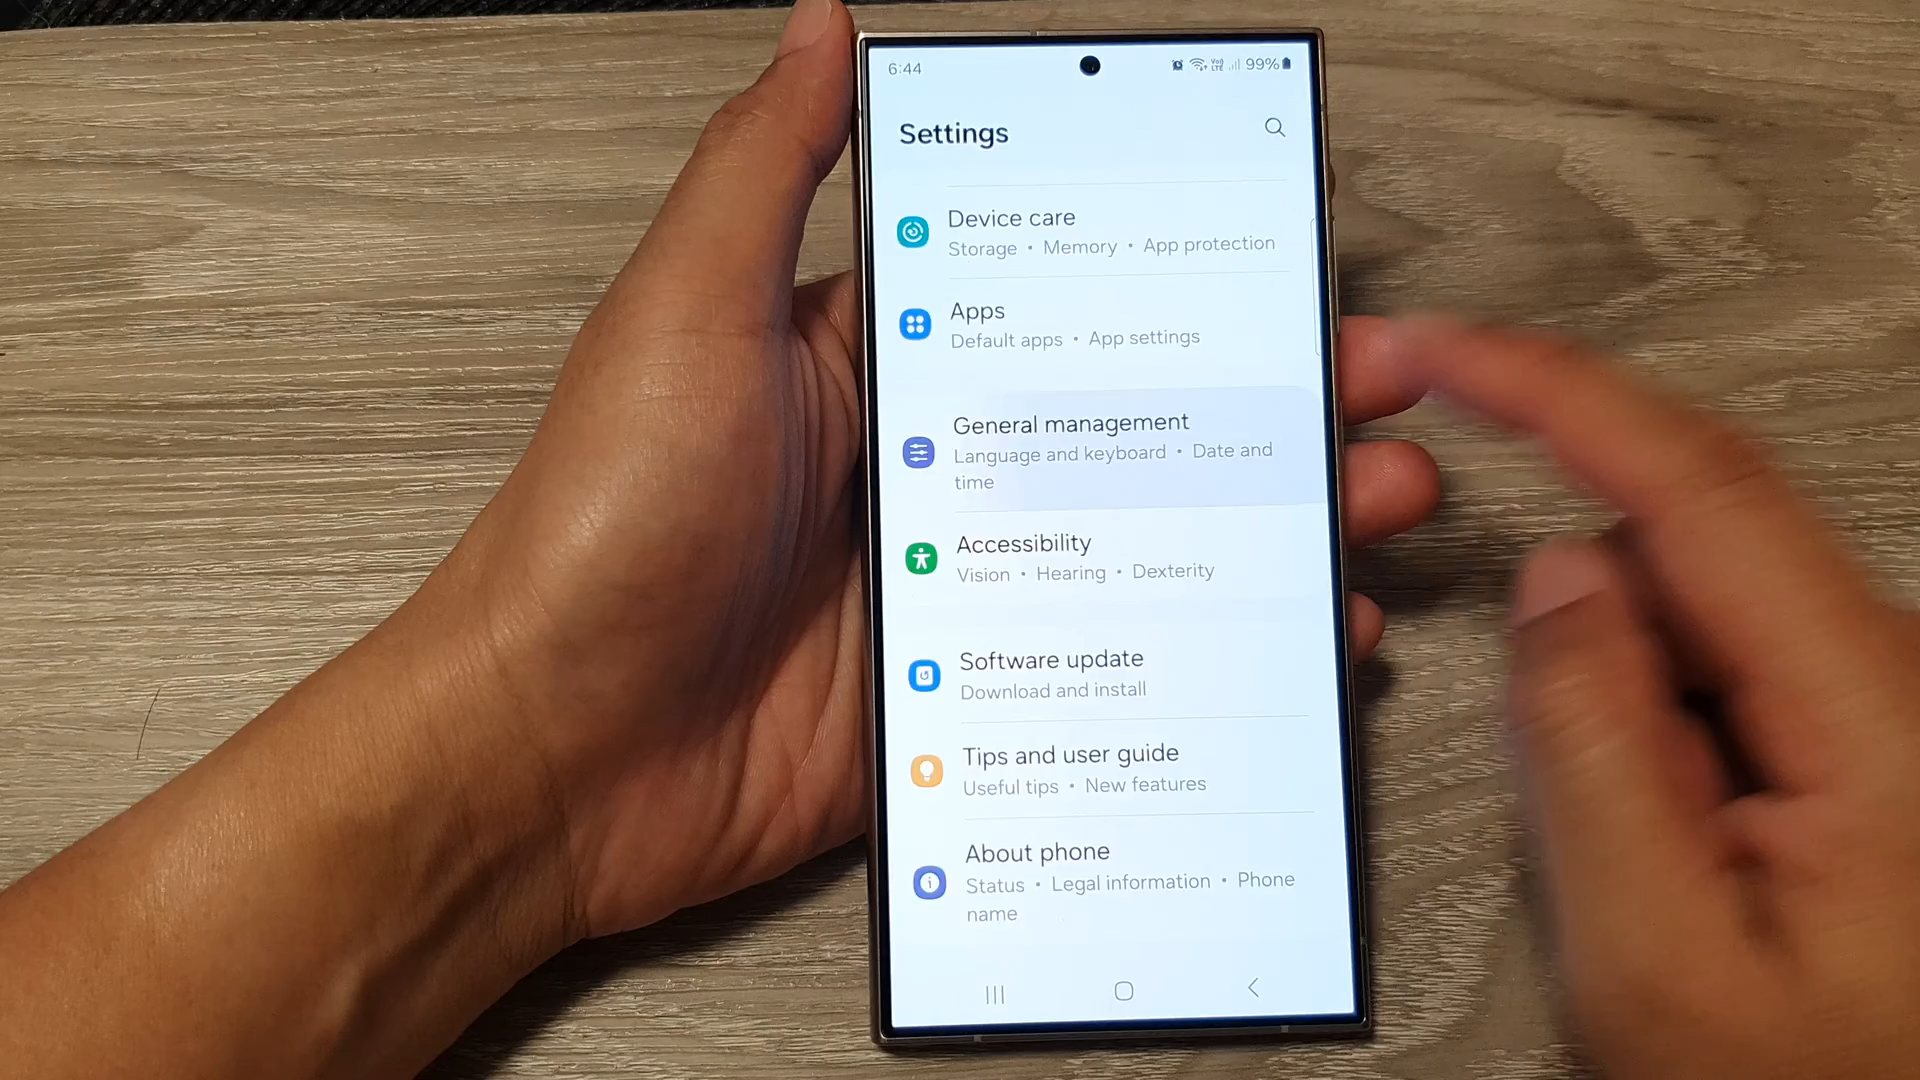 6:44
Vo)) LTE 99%
Settings
Device care
Storage • Memory • App protection
Apps
Default apps • App settings
General management
Language and keyboard • Date and
time
Accessibility
Vision • Hearing • Dexterity
Software update
Download and install
Tips and user guide
Useful tips • New features
About phone
Status • Legal information • Phone
name